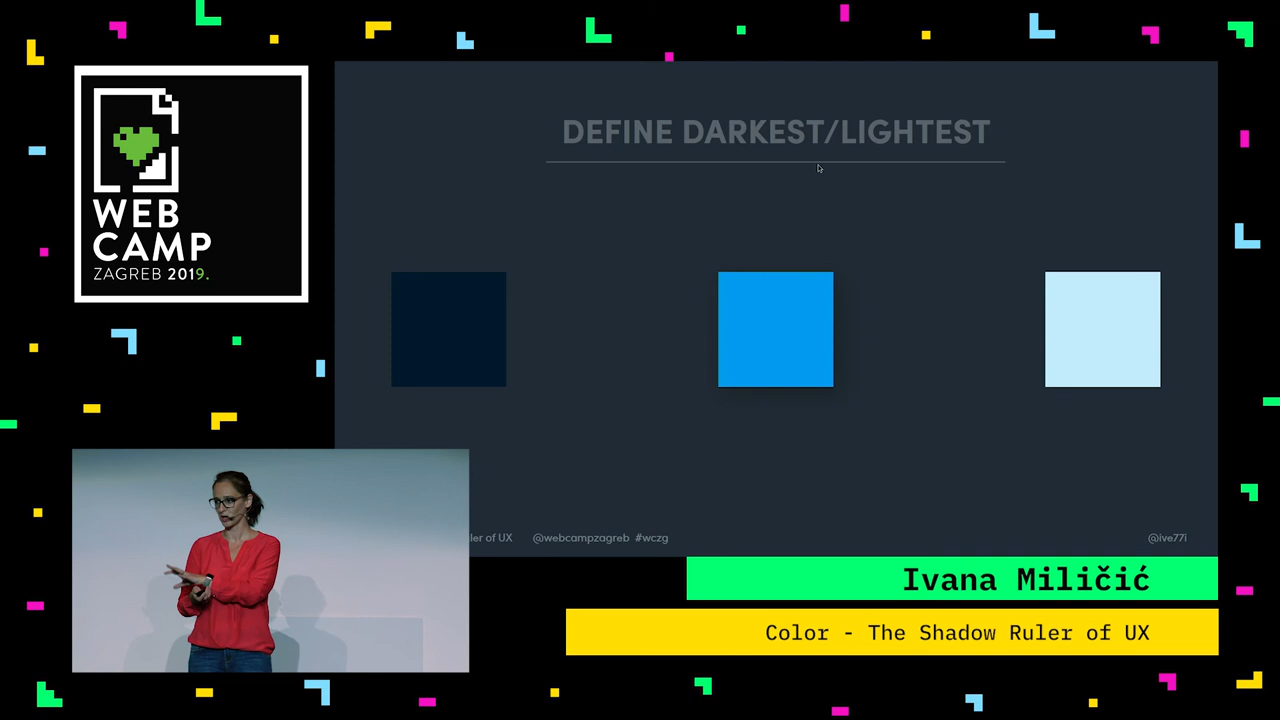 WEB
CAMP
ZAGREB 2019.
DEFINE DARKEST/LIGHTEST
of UX @webcampzagreb #wczg
@ive77i
Ivana Miličić
Color - The Shadow Ruler of UX